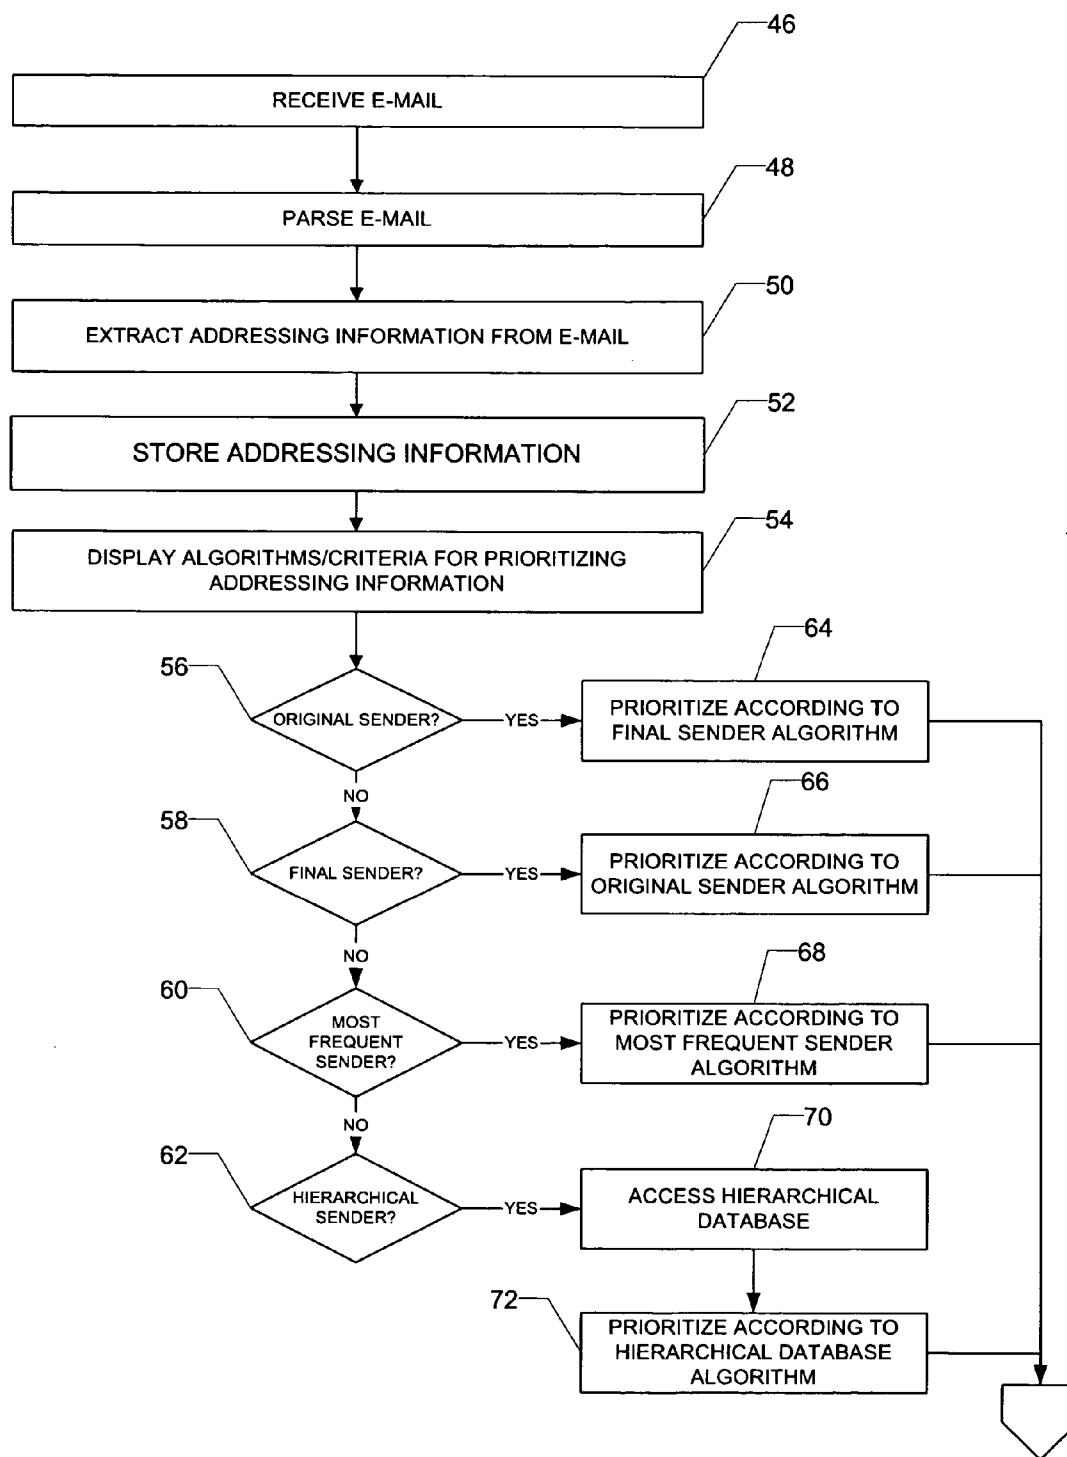 46
RECEIVE E-MAIL
48
PARSE E-MAIL
50
EXTRACT ADDRESSING INFORMATION FROM E-MAIL
52
STORE ADDRESSING INFORMATION
54
DISPLAY ALGORITHMS/CRITERIA FOR PRIORITIZING
ADDRESSING INFORMATION
56
ORIGINAL SENDER?
YES
64
PRIORITIZE ACCORDING TO
FINAL SENDER ALGORITHM
NO
58
FINAL SENDER?
YES
66
PRIORITIZE ACCORDING TO
ORIGINAL SENDER ALGORITHM
NO
60
MOST
FREQUENT
SENDER?
YES
68
PRIORITIZE ACCORDING TO
MOST FREQUENT SENDER
ALGORITHM
NO
62
HIERARCHICAL
SENDER?
YES
70
ACCESS HIERARCHICAL
DATABASE
72
PRIORITIZE ACCORDING TO
HIERARCHICAL DATABASE
ALGORITHM